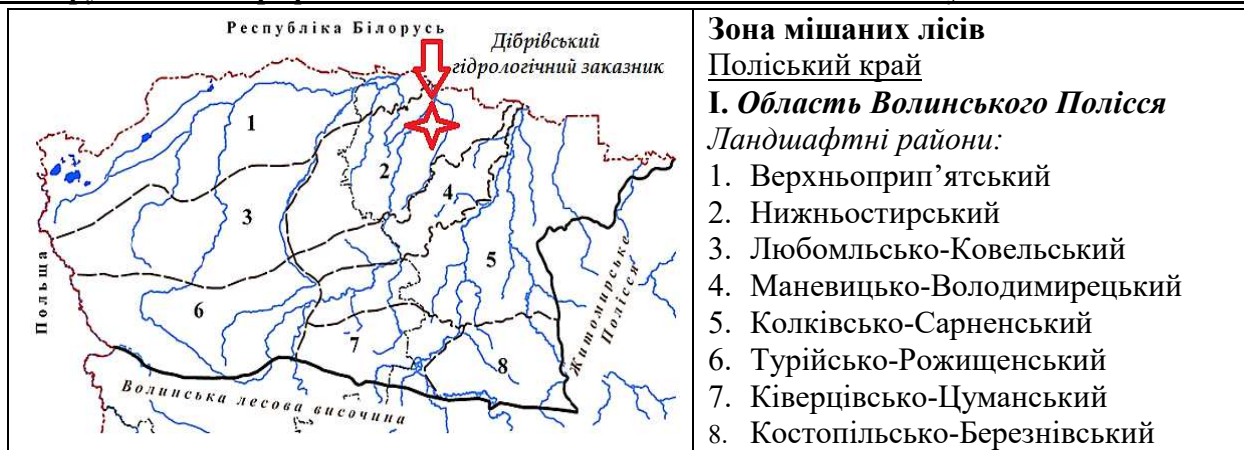 Республіка Білорусь
Дібрівський
гідрологічний заказник
1
2
3
4
5
6
7
8
Польща
Житомирське
Полісся
Волинська лесова височина
Зона мішаних лісів
Поліський край
І. Область Волинського Полісся
Ландшафтні райони:
1. Верхньоприп’ятський
2. Нижньостирський
3. Любомльсько-Ковельський
4. Маневицько-Володимирецький
5. Колківсько-Сарненський
6. Турійсько-Рожищенський
7. Ківерцівсько-Цуманський
8. Костопільсько-Березнівський